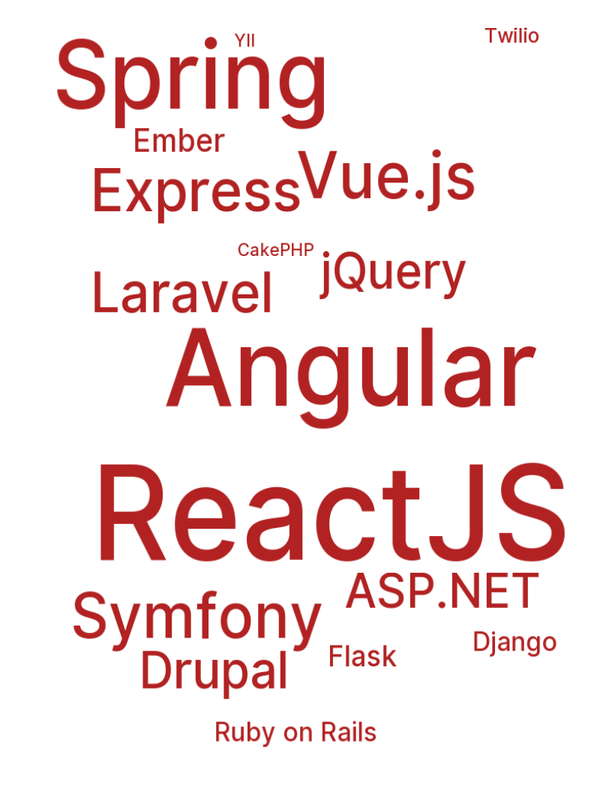 Twilio
YII
Spring
Ember
Vue.js
Express
CakePHP
jQuery
Laravel
Angular
ReactJS
ASP.NET
Symfony
Django
Flask
Drupal
Ruby on Rails